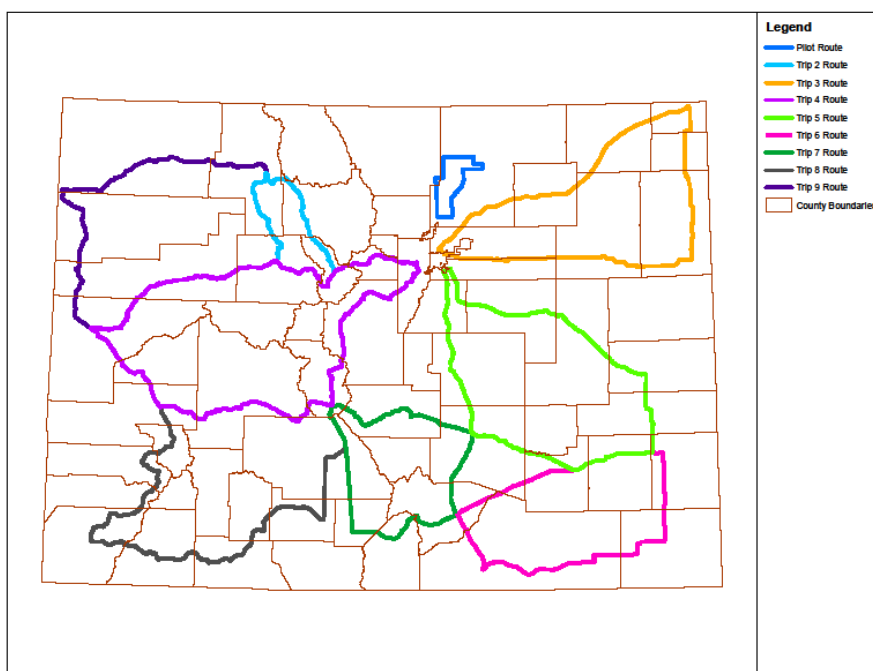 Legend
Pilot Route
Trip 2 Route
Trip 3 Route
Trip 4 Route
Trip 5 Route
Trip 6 Route
Trip 7 Route
Trip 8 Route
Trip 9 Route
County Boundaries